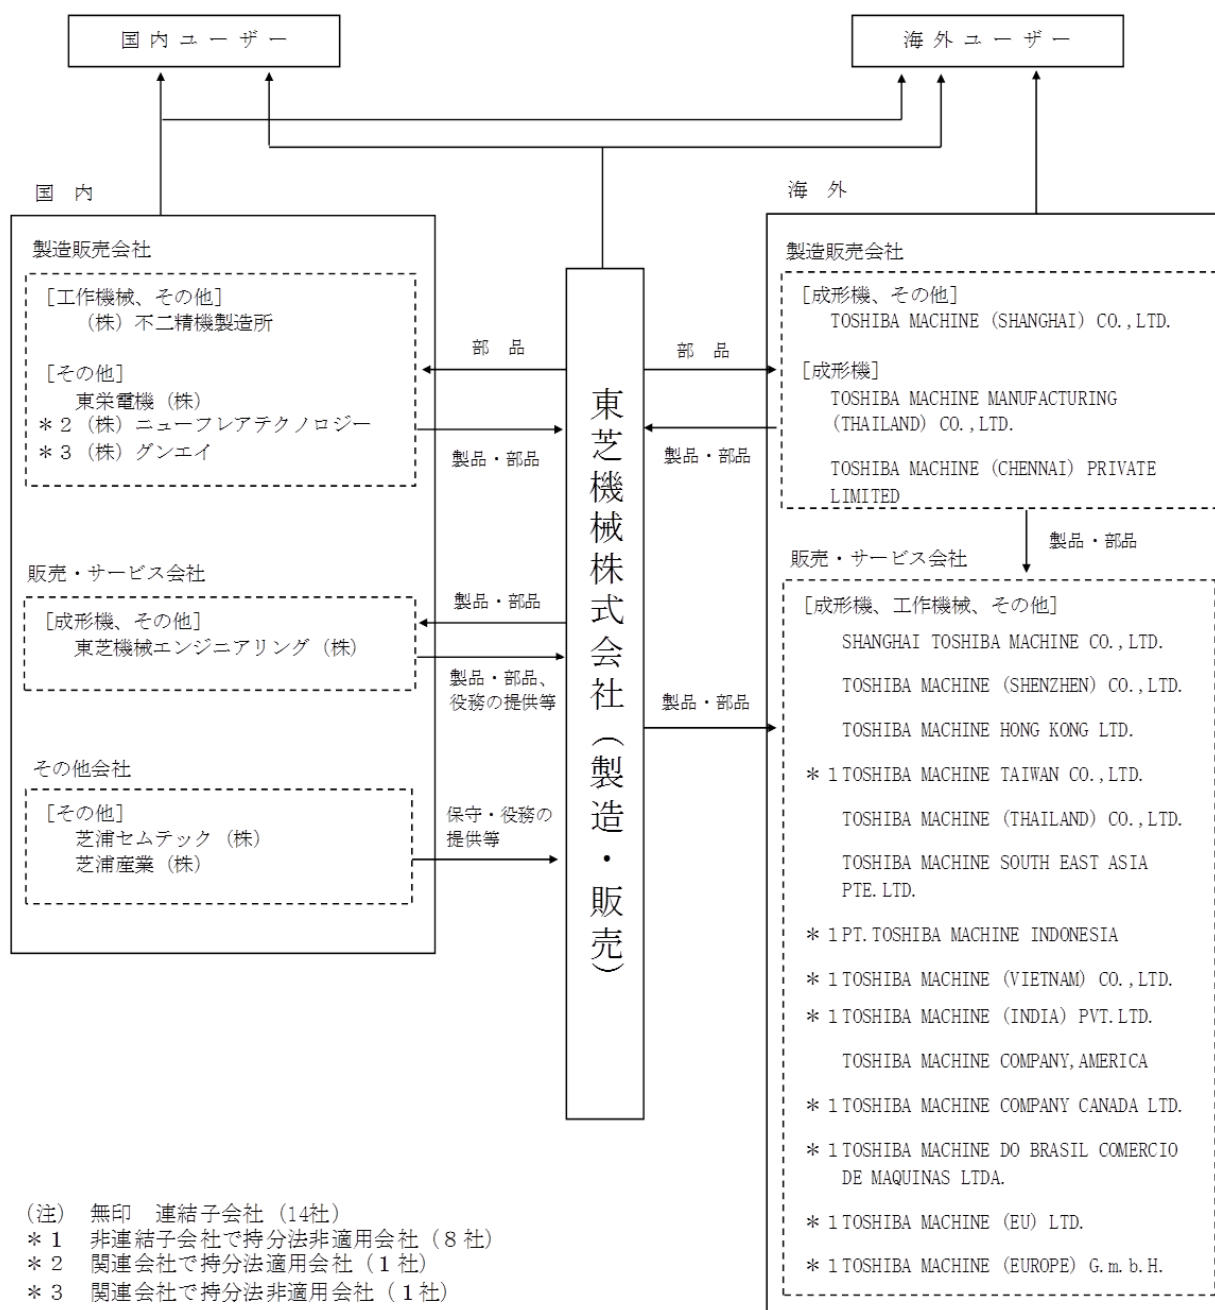 国内ユーザー
海外ユーザー
国　内
製造販売会社
［工作機械、その他］
（株）不二精機製造所
［その他］
東栄電機（株）
＊２（株）ニューフレアテクノロジー
＊３（株）グンエイ
販売・サービス会社
［成形機、その他］
東芝機械エンジニアリング（株）
その他会社
［その他］
芝浦セムテック（株）
芝浦産業（株）
部　品
製品・部品
製品・部品
製品・部品、
役務の提供等
保守・役務の
提供等
東芝機械株式会社（製造・販売）
部　品
製品・部品
製品・部品
海　外
製造販売会社
［成形機、その他］
TOSHIBA MACHINE (SHANGHAI) CO.,LTD.
［成形機］
TOSHIBA MACHINE MANUFACTURING
(THAILAND) CO.,LTD.
TOSHIBA MACHINE (CHENNAI) PRIVATE
LIMITED
製品・部品
販売・サービス会社
［成形機、工作機械、その他］
SHANGHAI TOSHIBA MACHINE CO.,LTD.
TOSHIBA MACHINE (SHENZHEN) CO.,LTD.
TOSHIBA MACHINE HONG KONG LTD.
＊１TOSHIBA MACHINE TAIWAN CO.,LTD.
TOSHIBA MACHINE (THAILAND) CO.,LTD.
TOSHIBA MACHINE SOUTH EAST ASIA
PTE.LTD.
＊１PT.TOSHIBA MACHINE INDONESIA
＊１TOSHIBA MACHINE (VIETNAM) CO.,LTD.
＊１TOSHIBA MACHINE (INDIA) PVT.LTD.
TOSHIBA MACHINE COMPANY,AMERICA
＊１TOSHIBA MACHINE COMPANY CANADA LTD.
＊１TOSHIBA MACHINE DO BRASIL COMERCIO
DE MAQUINAS LTDA.
＊１TOSHIBA MACHINE (EU) LTD.
＊１TOSHIBA MACHINE (EUROPE) G.m.b.H.
（注）　無印　連結子会社（14社）
＊１　非連結子会社で持分法非適用会社（８社）
＊２　関連会社で持分法適用会社（１社）
＊３　関連会社で持分法非適用会社（１社）